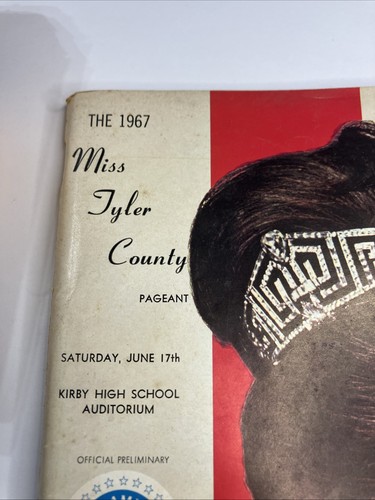 THE 1967
Miss
Tyler
County
PAGEANT
SATURDAY, JUNE 17th
KIRBY HIGH SCHOOL
AUDITORIUM
OFFICIAL PRELIMINARY